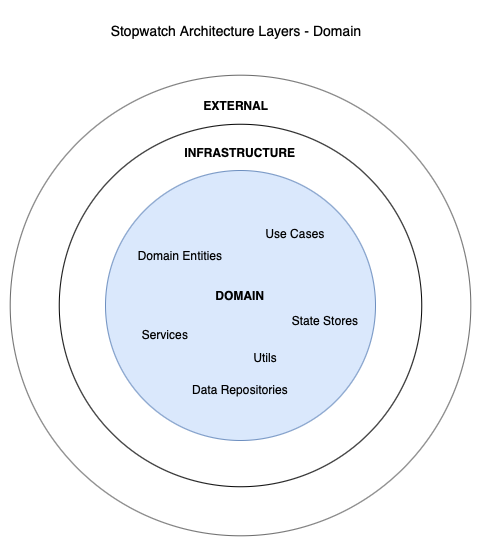 Stopwatch Architecture Layers - Domain
EXTERNAL
INFRASTRUCTURE
Use Cases
Domain Entities
DOMAIN
State Stores
Services
Utils
Data Repositories